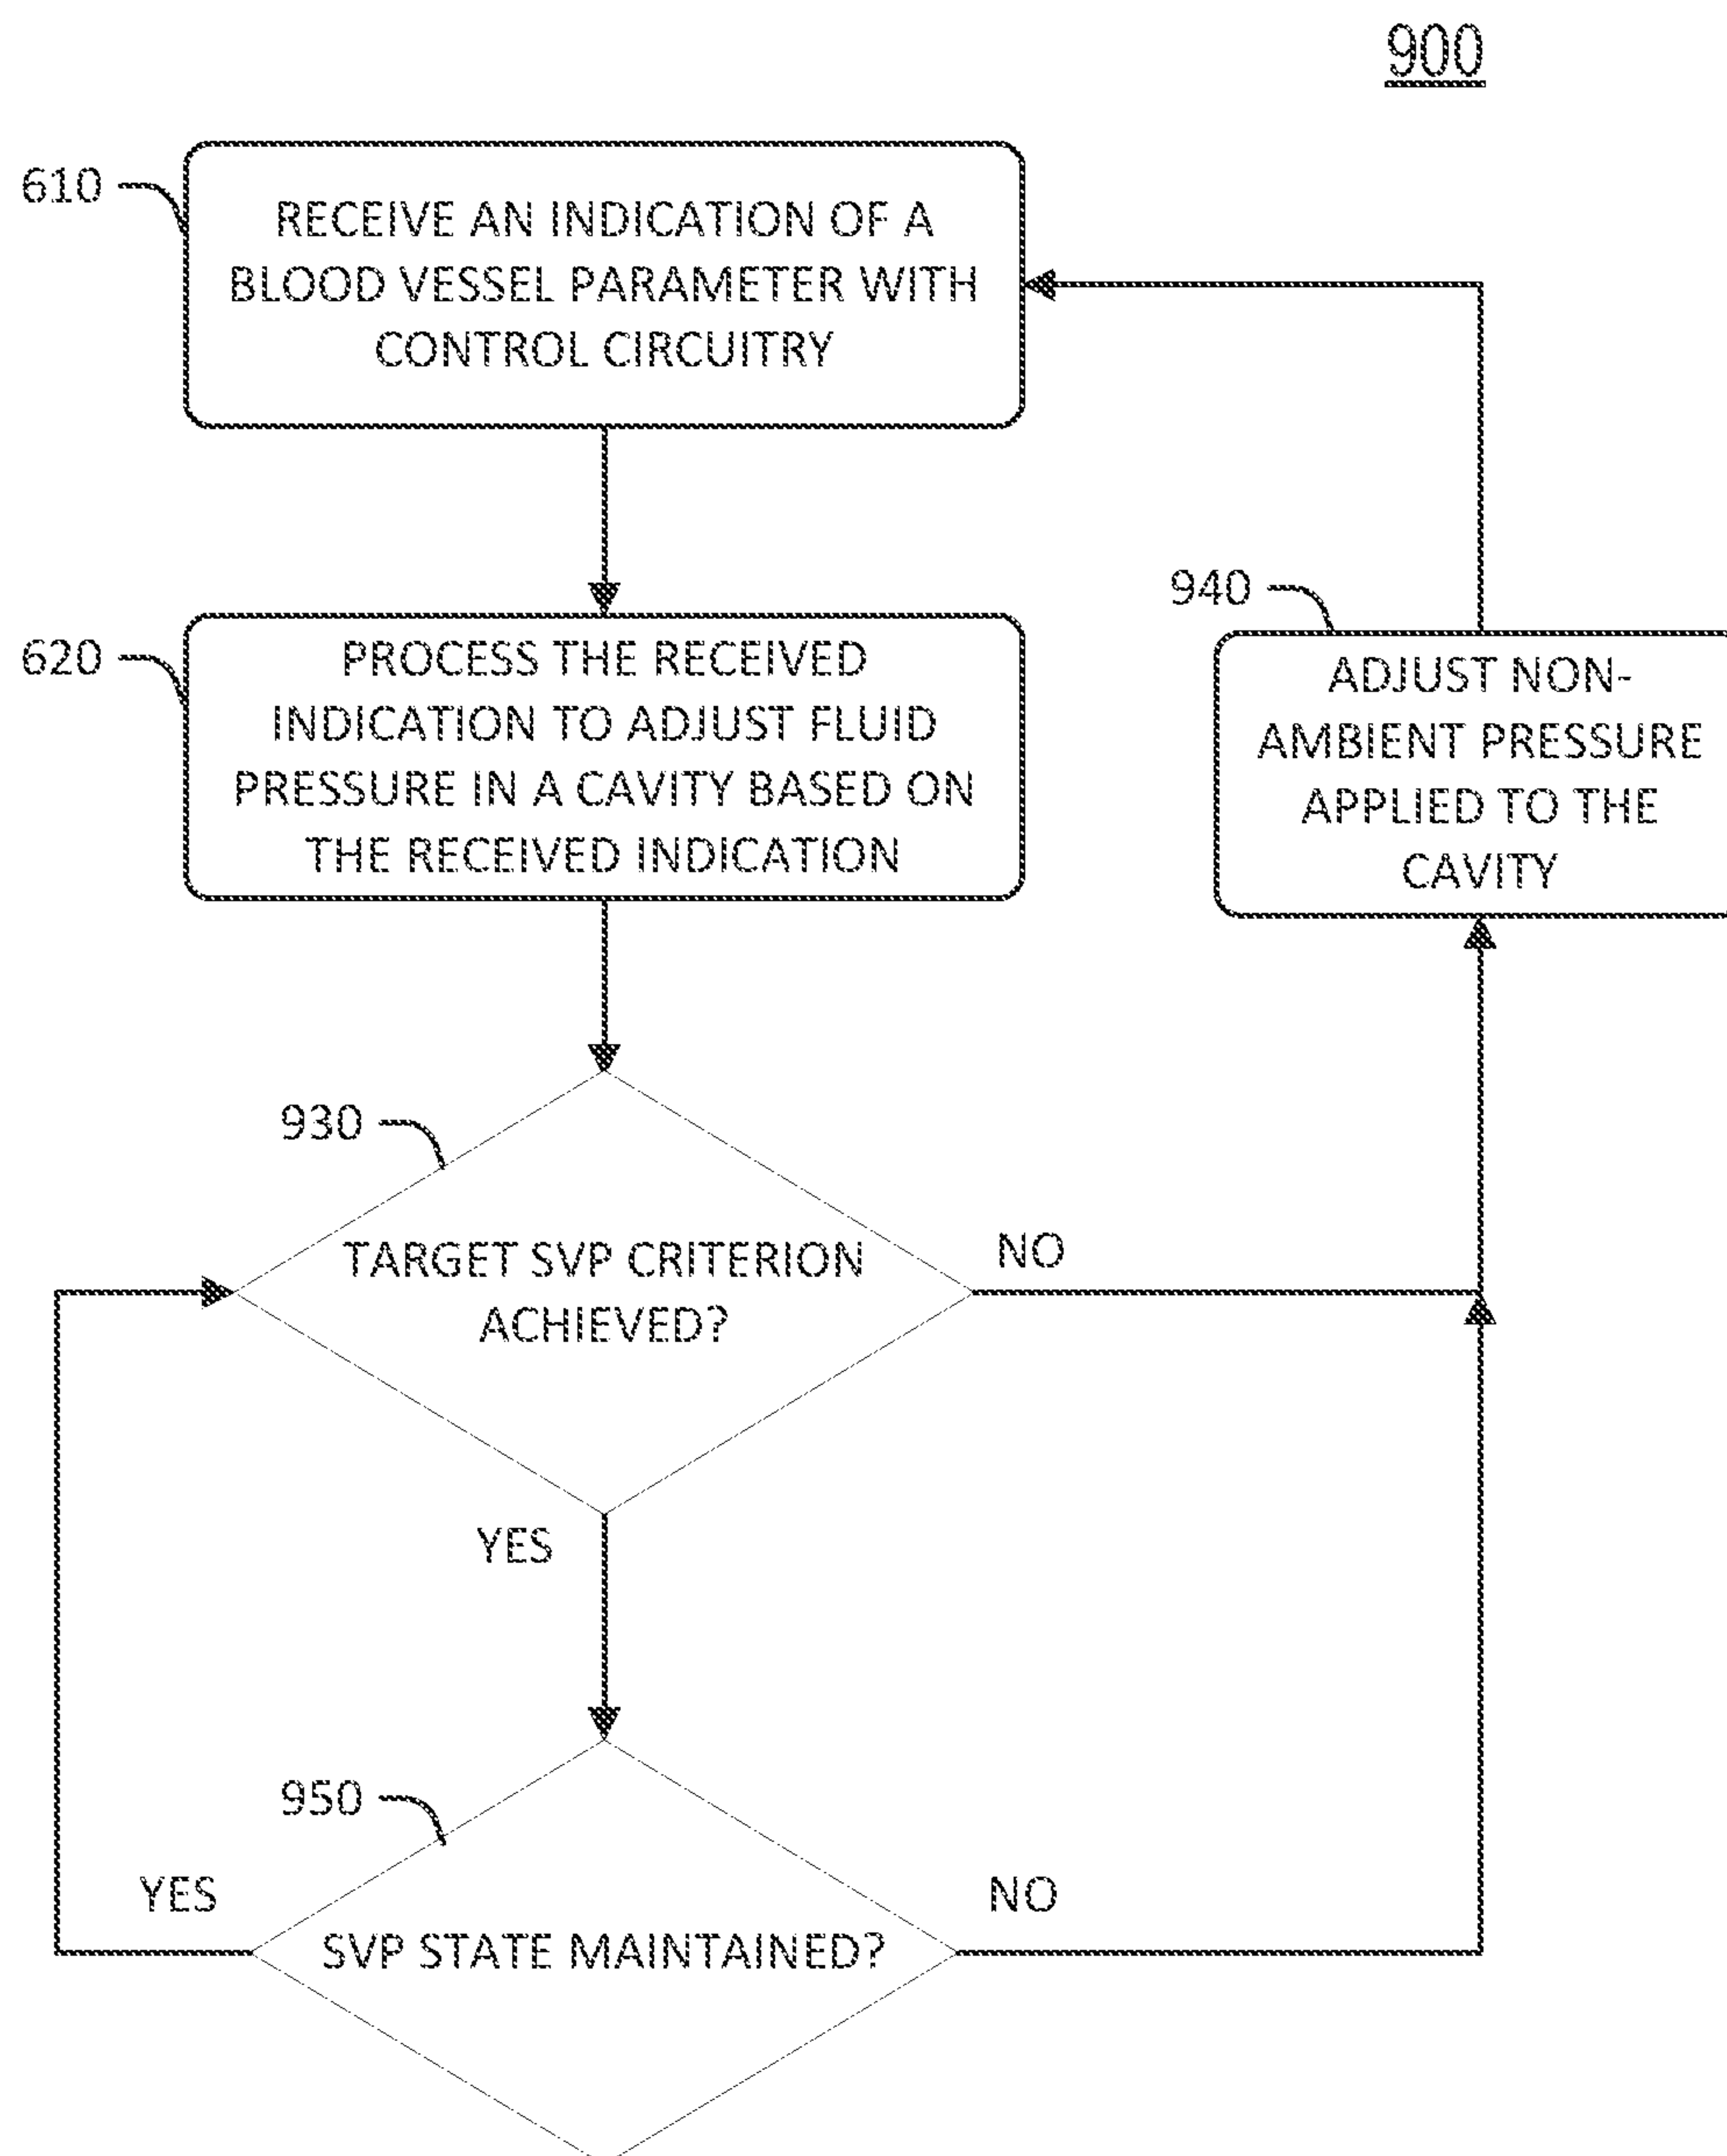 900
610
RECEIVE AN INDICATION OF A
BLOOD VESSEL PARAMETER WITH
CONTROL CIRCUITRY
620
PROCESS THE RECEIVED
INDICATION TO ADJUST FLUID
PRESSURE IN A CAVITY BASED ON
THE RECEIVED INDICATION
940
ADJUST NON-
AMBIENT PRESSURE
APPLIED TO THE
CAVITY
930
TARGET SVP CRITERION
ACHIEVED?
NO
YES
950
YES
SVP STATE MAINTAINED?
NO